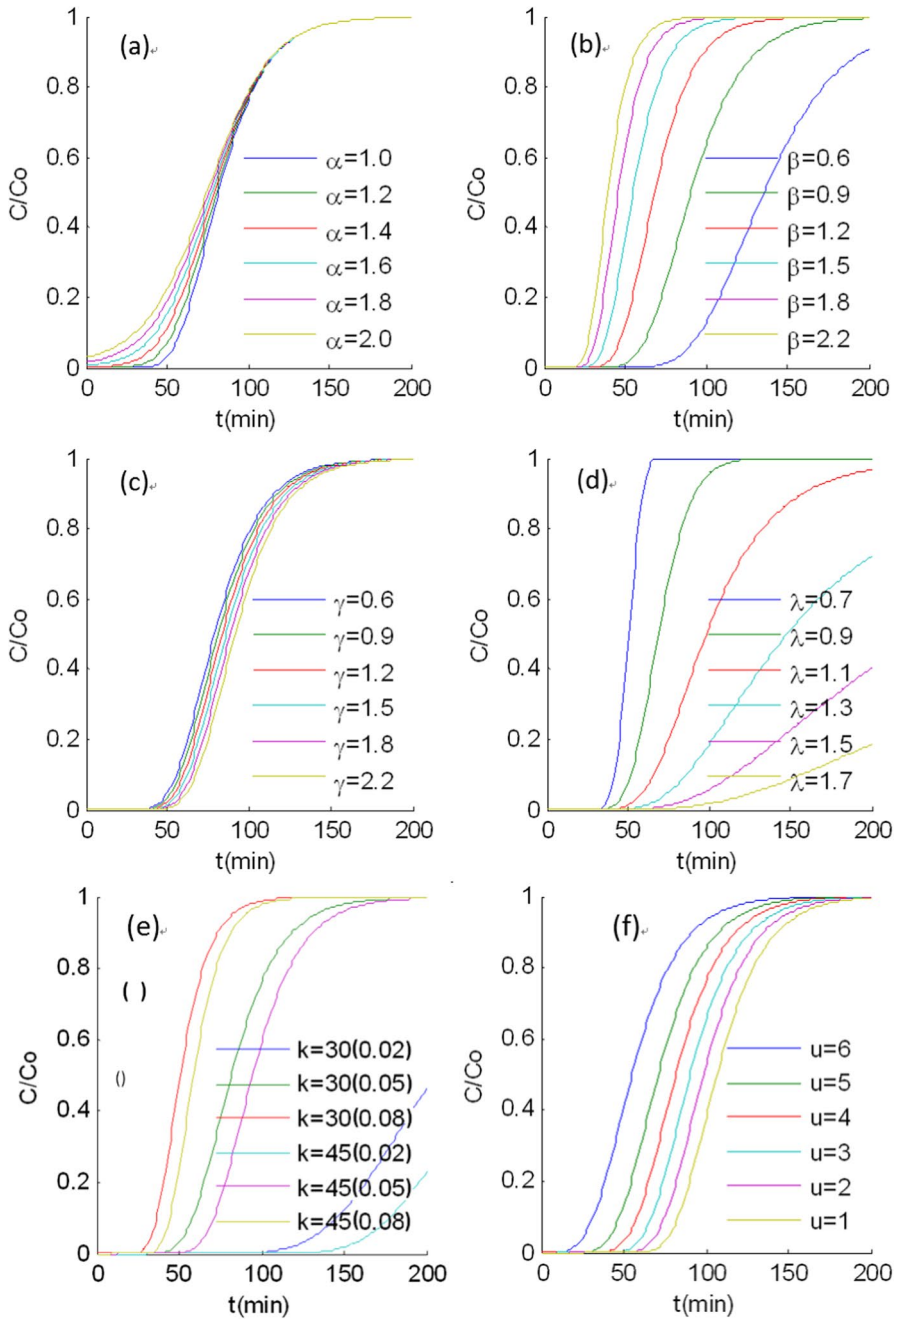 (a)
1
0.8
0.6
0.4
0.2
0
C/Co
α=1.0
α=1.2
α=1.4
α=1.6
α=1.8
α=2.0
0 50 100 150 200
t(min)
(b)
1
0.8
0.6
0.4
0.2
0
C/Co
β=0.6
β=0.9
β=1.2
β=1.5
β=1.8
β=2.2
0 50 100 150 200
t(min)
(c)
1
0.8
0.6
0.4
0.2
0
C/Co
γ=0.6
γ=0.9
γ=1.2
γ=1.5
γ=1.8
γ=2.2
0 50 100 150 200
t(min)
(d)
1
0.8
0.6
0.4
0.2
0
C/Co
λ=0.7
λ=0.9
λ=1.1
λ=1.3
λ=1.5
λ=1.7
0 50 100 150 200
t(min)
(e)
( )
()
1
0.8
0.6
0.4
0.2
0
C/Co
k=30(0.02)
k=30(0.05)
k=30(0.08)
k=45(0.02)
k=45(0.05)
k=45(0.08)
0 50 100 150 200
t(min)
(f)
1
0.8
0.6
0.4
0.2
0
C/Co
u=6
u=5
u=4
u=3
u=2
u=1
0 50 100 150 200
t(min)